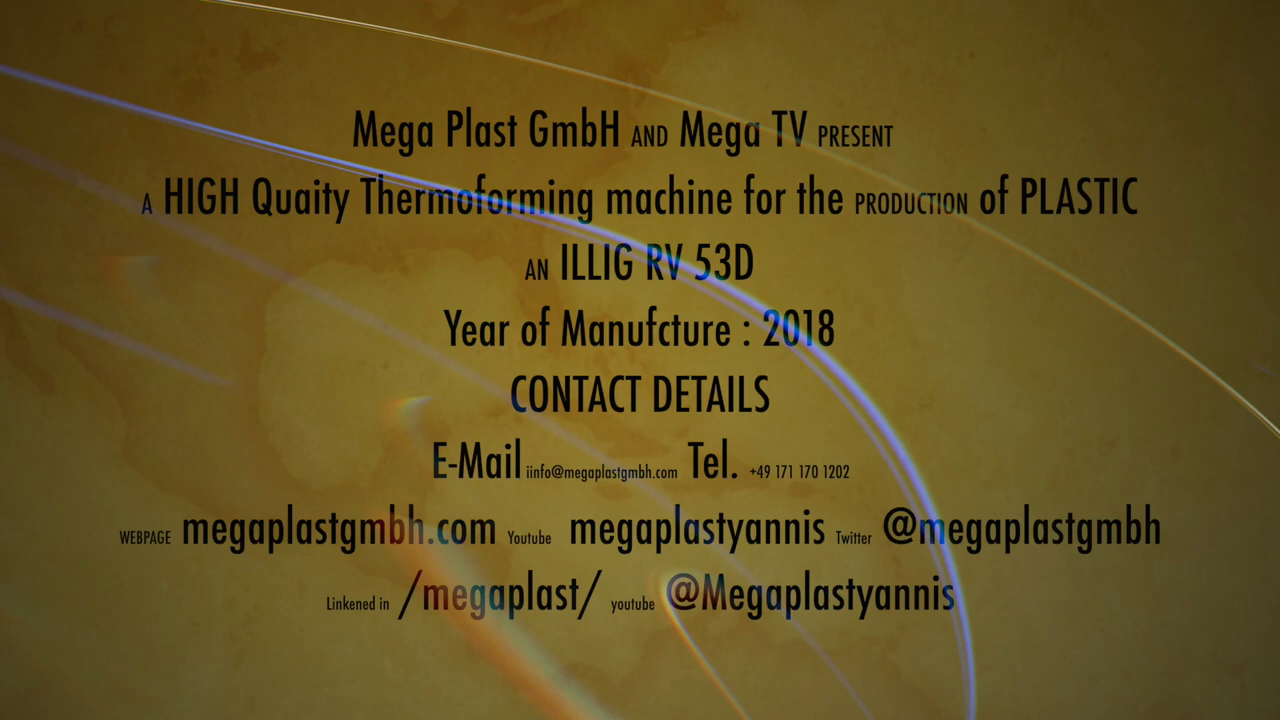 Mega Plast GmbH AND Mega TV PRESENT
A HIGH Quaity Thermoforming machine for the PRODUCTION of PLASTIC
AN ILLIG RV 53D
Year of Manufcture : 2018
CONTACT DETAILS
E-Mail iinfo@megaplastgmbh.com Tel. +49 171 170 1202
WEBPAGE megaplastgmbh.com Youtube megaplastyannis Twitter @megaplastgmbh
Linkened in /megaplast/ youtube @Megaplastyannis